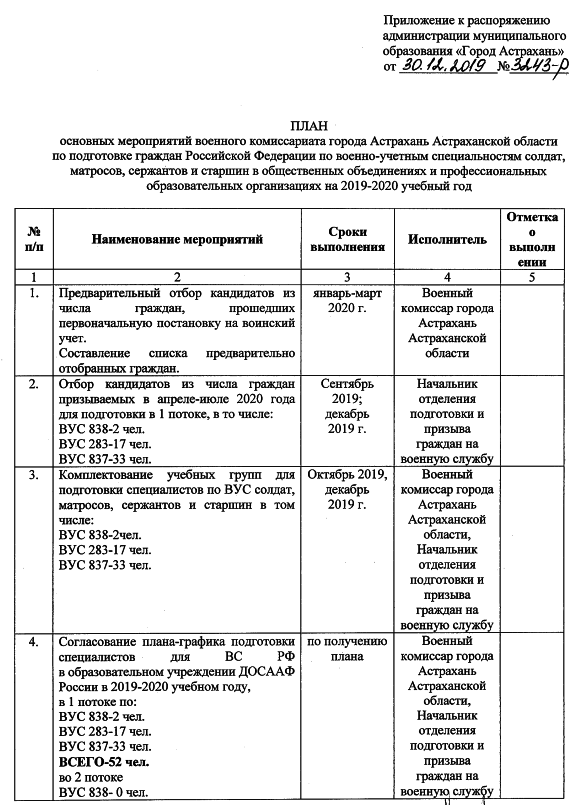 Приложение к распоряжению
администрации муниципального
образования «Город Астрахань»
от 30.12.2019 № 3243-р
ПЛАН
основных мероприятий военного комиссариата города Астрахань Астраханской области
по подготовке граждан Российской Федерации по военно-учетным специальностям солдат,
матросов, сержантов и старшин в общественных объединениях и профессиональных
образовательных организациях на 2019-2020 учебный год
№
п/п
Наименование мероприятий
Сроки
выполнения
Исполнитель
Отметка
о
выполн
ении
1
2
3
4
5
1.
Предварительный отбор кандидатов из
числа граждан, прошедших
первоначальную постановку на воинский
учет.
Составление списка предварительно
отобранных граждан.
январь-март
2020 г.
Военный
комиссар города
Астрахань
Астраханской
области
2.
Отбор кандидатов из числа граждан
призываемых в апреле-июле 2020 года
для подготовки в 1 потоке, в то числе:
ВУС 838-2 чел.
ВУС 283-17 чел.
ВУС 837-33 чел.
Сентябрь
2019;
декабрь
2019 г.
Начальник
отделения
подготовки и
призыва
граждан на
военную службу
3.
Комплектование учебных групп для
подготовки специалистов по ВУС солдат,
матросов, сержантов и старшин в том
числе:
ВУС 838-2чел.
ВУС 283-17 чел.
ВУС 837-33 чел.
Октябрь 2019,
декабрь
2019 г.
Военный
комиссар города
Астрахань
Астраханской
области,
Начальник
отделения
подготовки и
призыва
граждан на
военную службу
4.
Согласование плана-графика подготовки
специалистов для ВС РФ
в образовательном учреждении ДОСААФ
России в 2019-2020 учебном году,
в 1 потоке по:
ВУС 838-2 чел.
ВУС 283-17 чел.
ВУС 837-33 чел.
ВСЕГО-52 чел.
во 2 потоке
ВУС 838- 0 чел.
по получению
плана
Военный
комиссар города
Астрахань
Астраханской
области,
Начальник
отделения
подготовки и
призыва
граждан на
военную службу